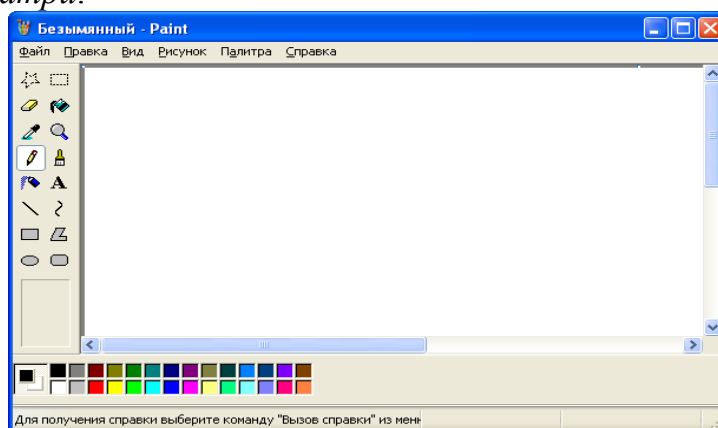 Безымянный - Paint
Файл Правка Вид Рисунок Палитра Справка
A
Для получения справки выберите команду "Вызов справки" из мен